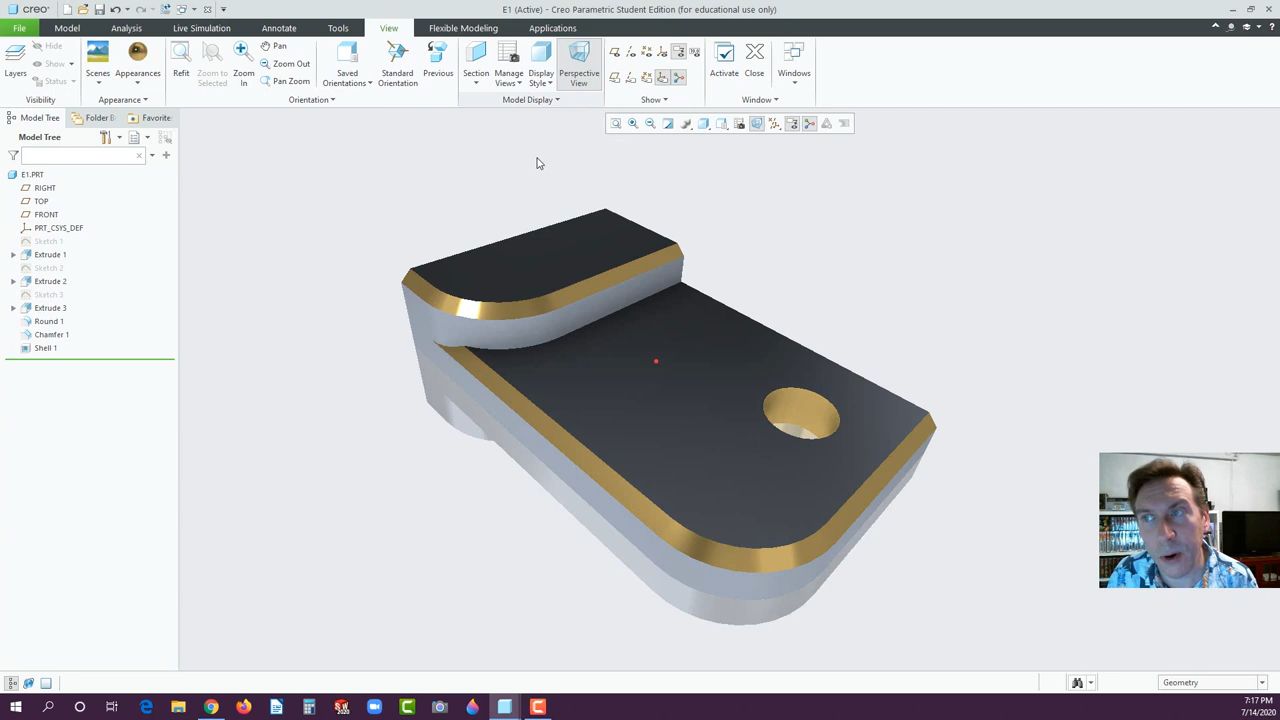 creo
E1 (Active) - Creo Parametric Student Edition (for educational use only)
File
Model
Analysis
Live Simulation
Annotate
Tools
View
Flexible Modeling
Applications
Layers
Hide
Show
Status
Visibility
Scenes
Appearances
Appearance
Refit
Zoom to Selected
Zoom In
Pan
Zoom Out
Pan Zoom
Saved Orientations
Standard Orientation
Previous
Orientation
Section
Manage Views
Display Style
Perspective View
Model Display
Show
Activate
Close
Windows
Window
Model Tree
Folder B
Favorite
Model Tree
E1.PRT
RIGHT
TOP
FRONT
PRT_CSYS_DEF
Sketch 1
Extrude 1
Sketch 2
Extrude 2
Sketch 3
Extrude 3
Round 1
Chamfer 1
Shell 1
Geometry
7:17 PM
7/14/2020